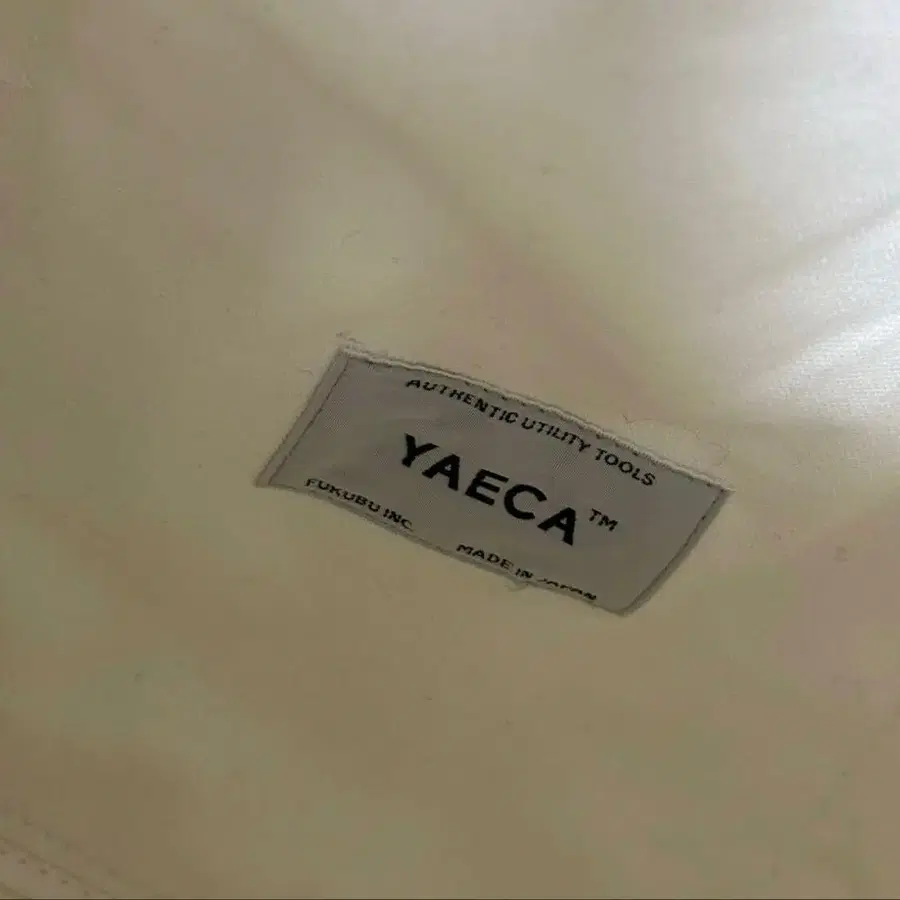 AUTHENTIC UTILITY TOOLS
YAECA™
FUKUBU INC.
MADE IN JAPAN